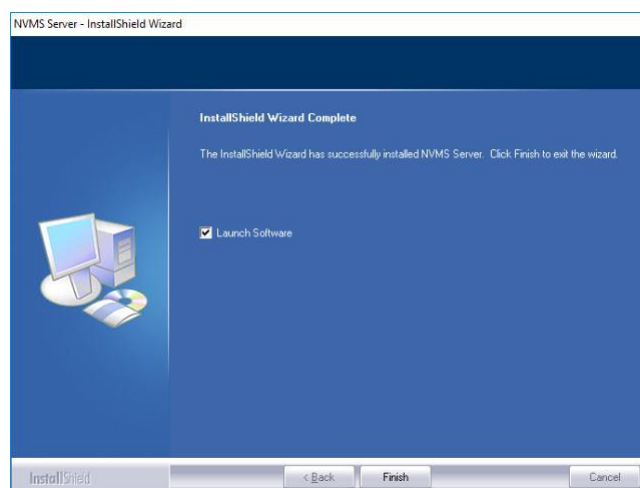 NVMS Server - InstallShield Wizard
InstallShield Wizard Complete
The InstallShield Wizard has successfully installed NVMS Server. Click Finish to exit the wizard.
Launch Software
InstallShield
< Back
Finish
Cancel